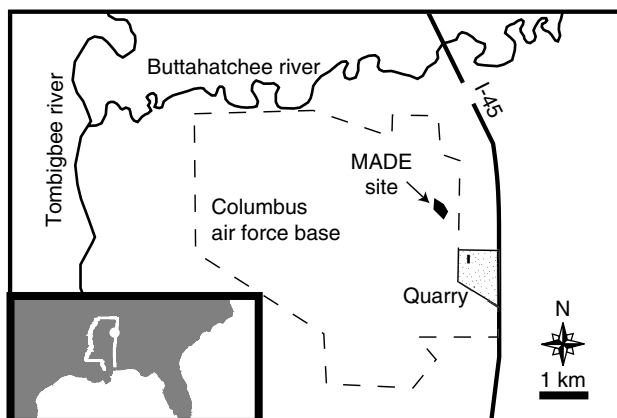 Buttahatchee river
Tombigbee river
I-45
MADE
site
Columbus
air force base
Quarry
N
1 km